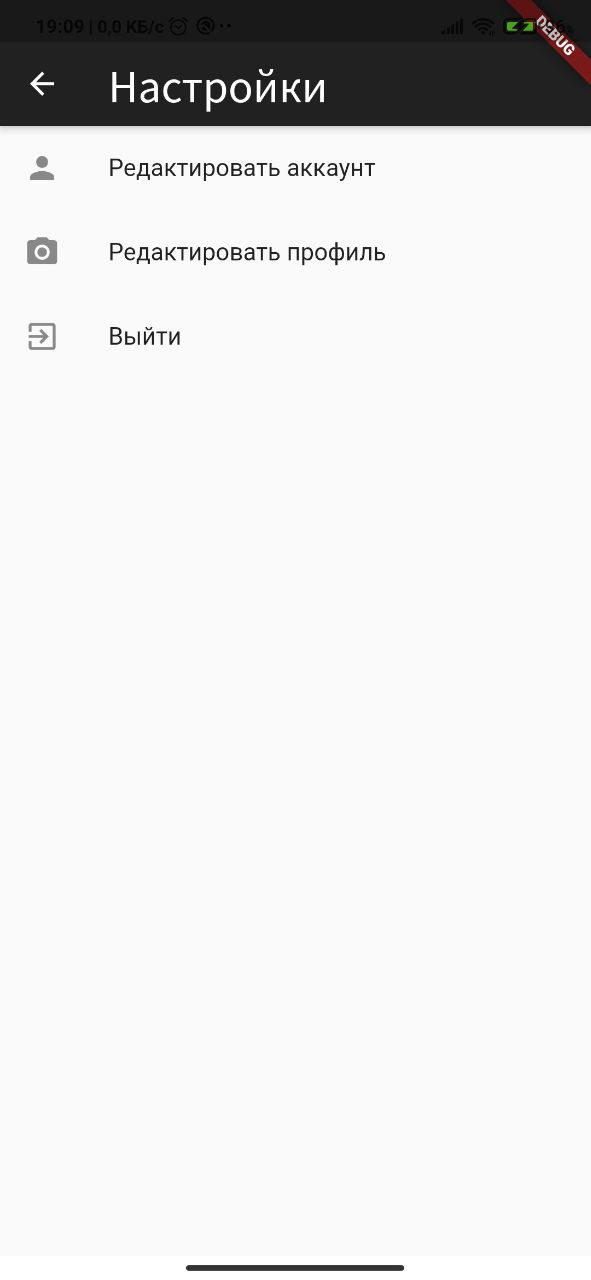 19:09 | 0,0 КБ/с
DEBUG
Настройки
Редактировать аккаунт
Редактировать профиль
Выйти